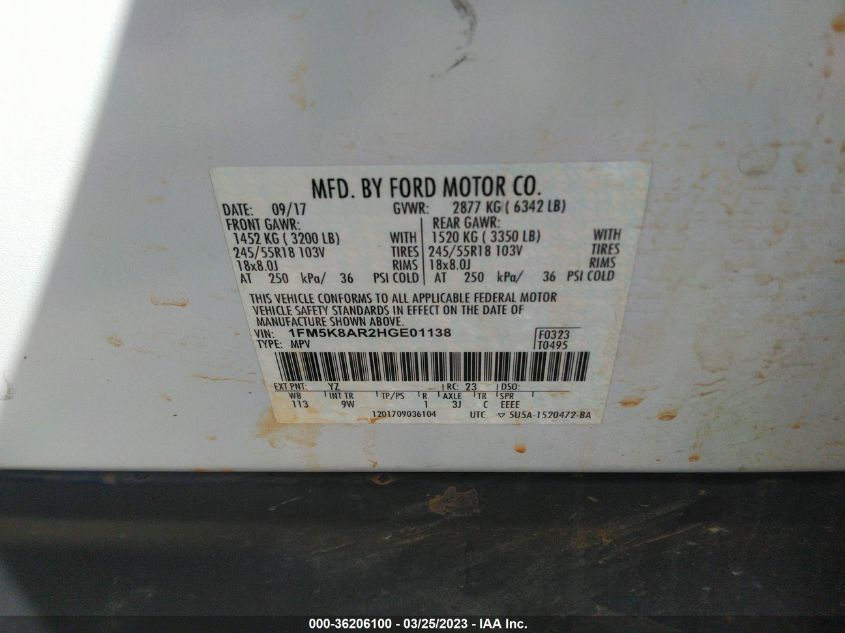 MFD. BY FORD MOTOR CO.
DATE: 09/17 GVWR: 2877 KG ( 6342 LB)
FRONT GAWR: REAR GAWR:
1452 KG ( 3200 LB) WITH 1520 KG ( 3350 LB) WITH
245/55R18 103V TIRES 245/55R18 103V TIRES
18x8.0J RIMS 18x8.0J RIMS
AT 250 kPa/ 36 PSI COLD AT 250 kPa/ 36 PSI COLD
THIS VEHICLE CONFORMS TO ALL APPLICABLE FEDERAL MOTOR
VEHICLE SAFETY STANDARDS IN EFFECT ON THE DATE OF
MANUFACTURE SHOWN ABOVE.
VIN: 1FM5K8AR2HGE01138 F0323
TYPE: MPV T0495
EXT PNT: YZ RC: 23 DSO:
WB INT TR TP/PS R AXLE TR SPR
113 9W 1 3J C EEEE
1201709036104 UTC ▽ 5U5A-1520472-BA
000-36206100 - 03/25/2023 - IAA, Inc.